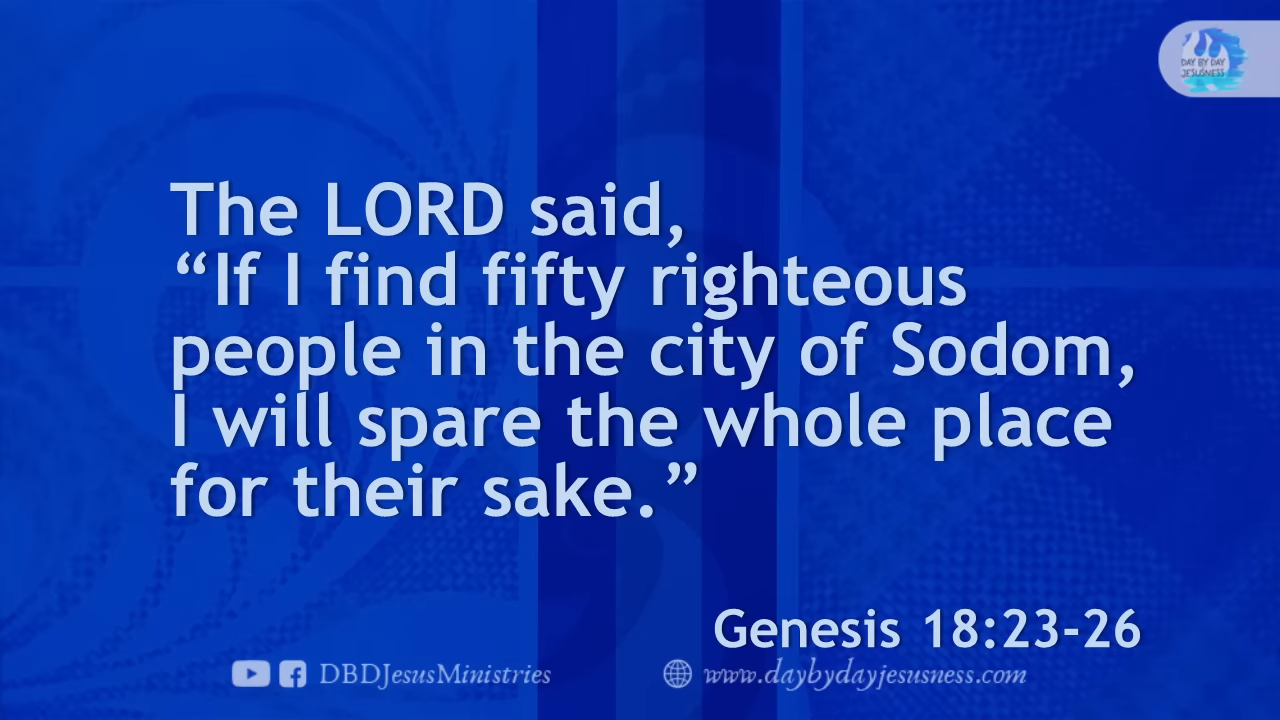 DAY BY DAY
JESUSNESS
The LORD said,
“If I find fifty righteous
people in the city of Sodom,
I will spare the whole place
for their sake.”
Genesis 18:23-26
DBDJesusMinistries
www.daybydayjesusness.com